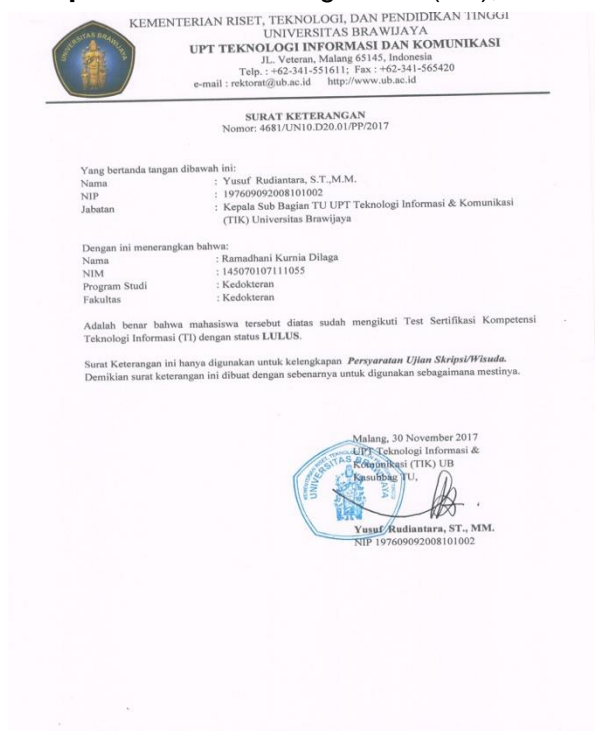 KEMENTERIAN RISET, TEKNOLOGI, DAN PENDIDIKAN TINGGI
UNIVERSITAS BRAWIJAYA
UPT TEKNOLOGI INFORMASI DAN KOMUNIKASI
JL. Veteran, Malang 65145, Indonesia
Telp. : +62-341-551611; Fax : +62-341-565420
e-mail : rektorat@ub.ac.id http://www.ub.ac.id
UNIVERSITAS BRAWIJAYA
SURAT KETERANGAN
Nomor: 4681/UN10.D20.01/PP/2017
Yang bertanda tangan dibawah ini:
Nama : Yusuf Rudiantara, S.T.,M.M.
NIP : 197609092008101002
Jabatan : Kepala Sub Bagian TU UPT Teknologi Informasi & Komunikasi
(TIK) Universitas Brawijaya
Dengan ini menerangkan bahwa:
Nama : Ramadhani Kurnia Dilaga
NIM : 145070107111055
Program Studi : Kedokteran
Fakultas : Kedokteran
Adalah benar bahwa mahasiswa tersebut diatas sudah mengikuti Test Sertifikasi Kompetensi
Teknologi Informasi (TI) dengan status LULUS.
Surat Keterangan ini hanya digunakan untuk kelengkapan Persyaratan Ujian Skripsi/Wisuda.
Demikian surat keterangan ini dibuat dengan sebenarnya untuk digunakan sebagaimana mestinya.
Malang, 30 November 2017
UPT Teknologi Informasi &
Komunikasi (TIK) UB
Kasubbag TU,
UNIVERSITAS BRAWIJAYA
Yusuf Rudiantara, ST., MM.
NIP 197609092008101002